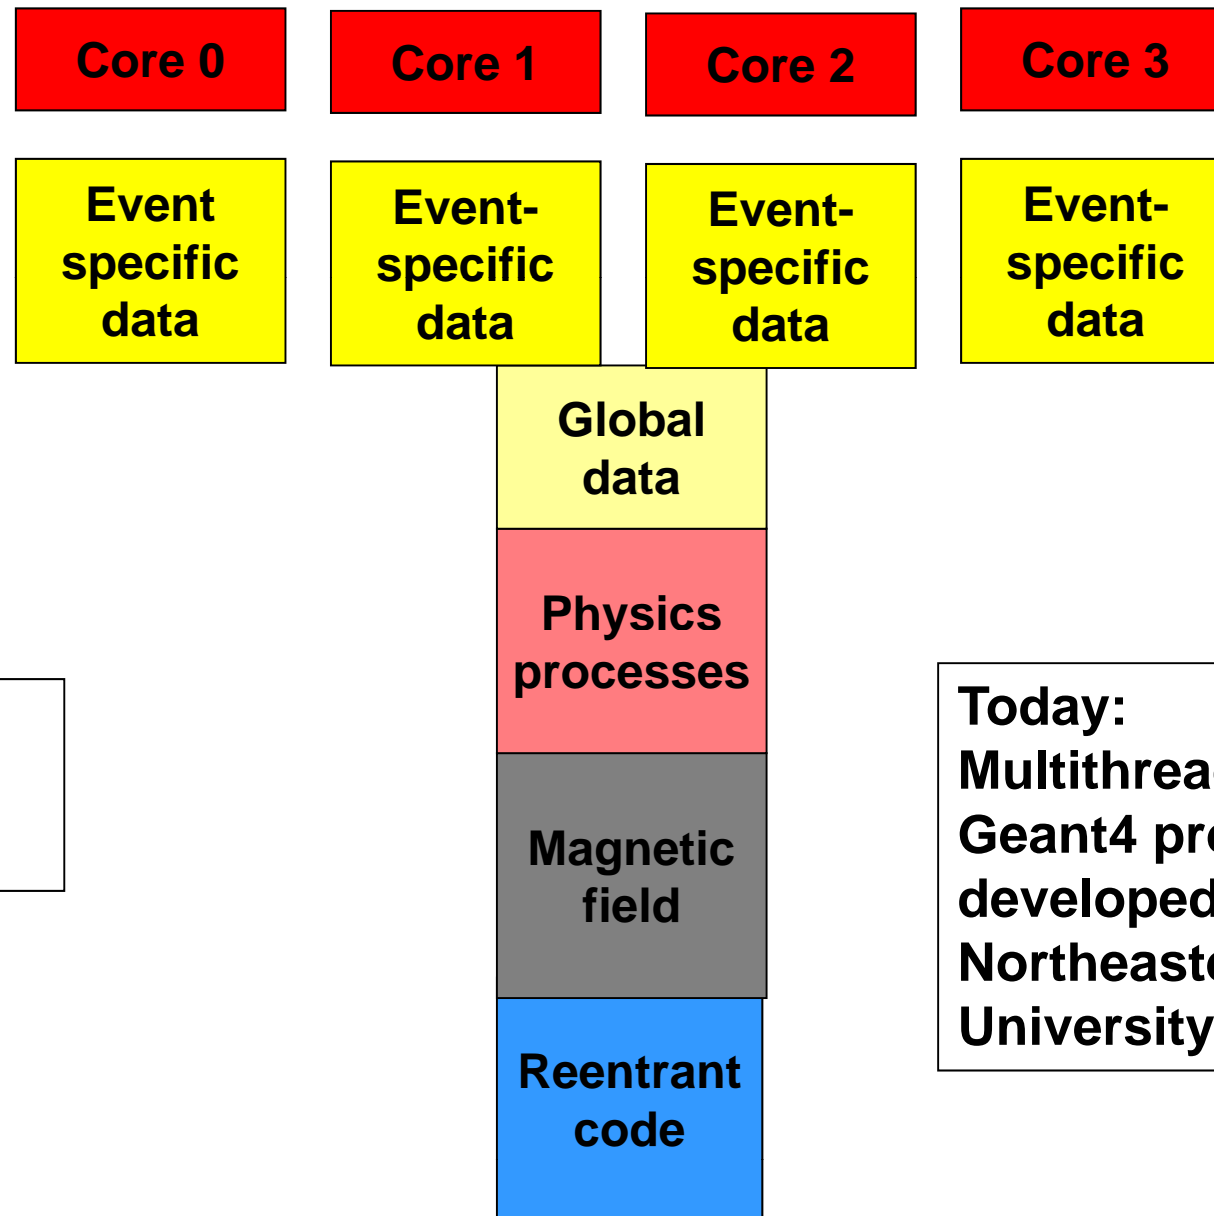 Core 0
Core 1
Core 2
Core 3
Event
specific
data
Event-
specific
data
Event-
specific
data
Event-
specific
data
Global
data
Physics
processes
Magnetic
field
Reentrant
code
Today:
Geant4
developed
University